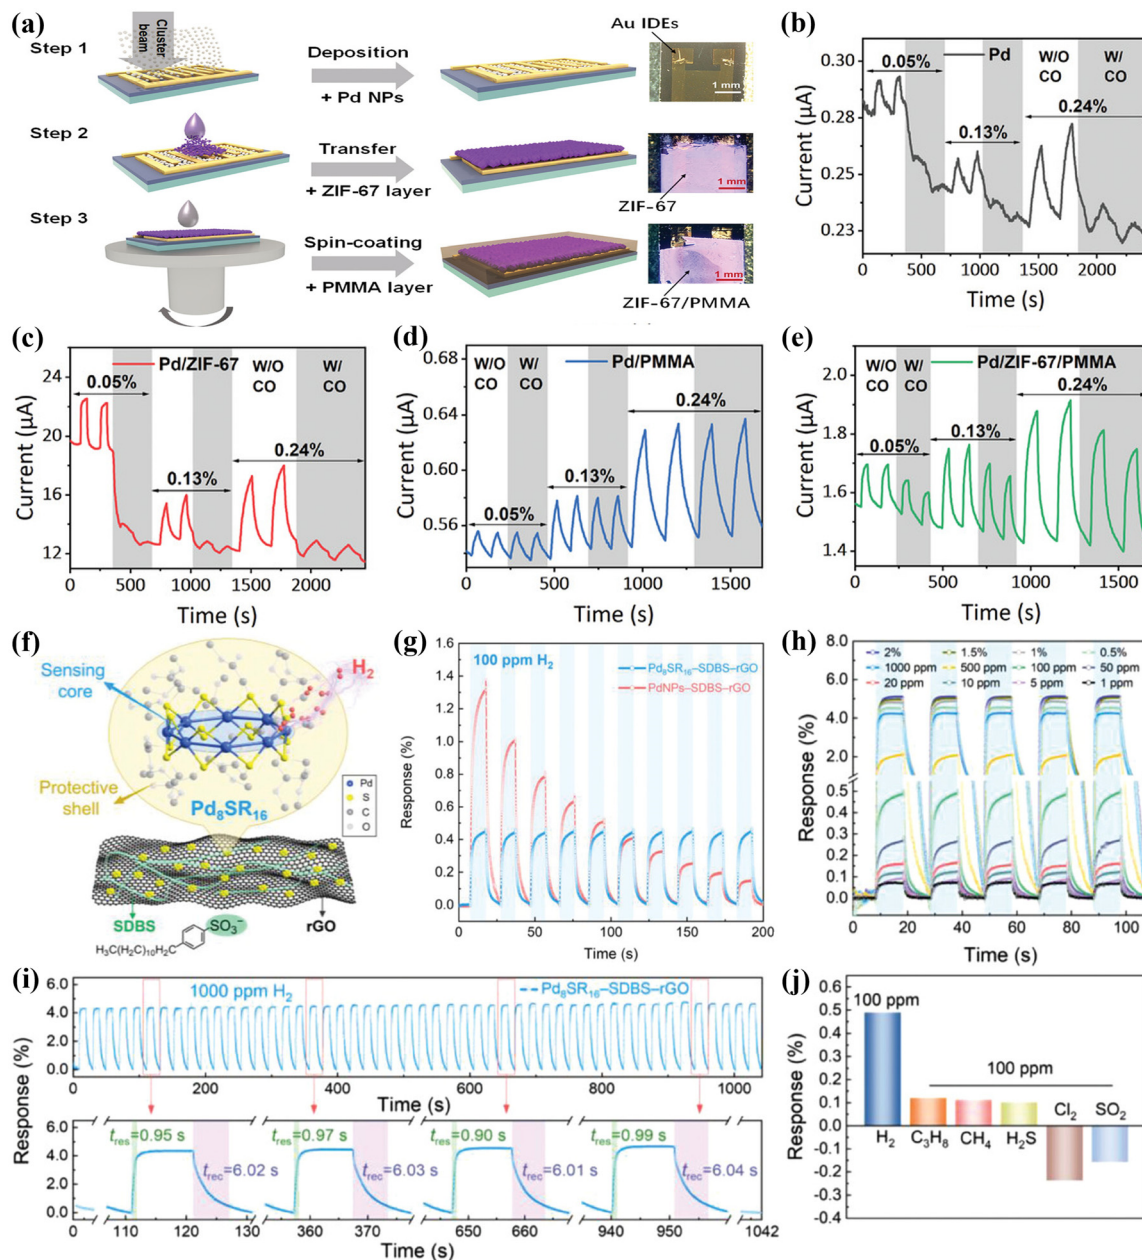 (a)
Step 1
Cluster
beam
Deposition
+ Pd NPs
Au IDEs
1 mm
Step 2
Transfer
+ ZIF-67 layer
1 mm
ZIF-67
Step 3
Spin-coating
+ PMMA layer
1 mm
ZIF-67/PMMA
(b)
Pd
0.05%
W/O
CO
W/
CO
0.13%
0.24%
0.30
0.28
0.25
0.23
Current (μA)
0 500 1000 1500 2000
Time (s)
(c)
Pd/ZIF-67
0.05%
W/O
CO
W/
CO
0.13%
0.24%
24
20
16
12
Current (μA)
0 500 1000 1500 2000
Time (s)
(d)
W/O
CO
W/
CO
Pd/PMMA
0.24%
0.13%
0.05%
0.68
0.64
0.60
0.56
Current (μA)
0 500 1000 1500
Time (s)
(e)
W/O
CO
W/
CO
Pd/ZIF-67/PMMA
0.24%
0.13%
0.05%
2.0
1.8
1.6
1.4
Current (μA)
0 500 1000 1500
Time (s)
(f)
Sensing
core
H₂
Protective
shell
Pd₈SR₁₆
Pd
S
C
O
SDBS
rGO
H₃C(H₂C)₁₀H₂C
SO₃⁻
(g)
100 ppm H₂
Pd₈SR₁₆–SDBS–rGO
PdNPs–SDBS–rGO
1.6
1.4
1.2
1.0
0.8
0.6
0.4
0.2
0.0
Response (%)
0 50 100 150 200
Time (s)
(h)
2% 1.5% 1% 0.5%
1000 ppm 500 ppm 100 ppm 50 ppm
20 ppm 10 ppm 5 ppm 1 ppm
8.0
6.0
4.0
2.0
0.5
0.3
0.2
0.1
0.0
Response (%)
0 20 40 60 80 100
Time (s)
(i)
1000 ppm H₂
Pd₈SR₁₆–SDBS–rGO
6.0
4.0
2.0
0.0
0 200 400 600 800 1000
Time (s)
Response (%)
6.0
4.0
2.0
0.0
t_res=0.95 s
t_rec=6.02 s
t_res=0.97 s
t_rec=6.03 s
t_res=0.90 s
t_rec=6.01 s
t_res=0.99 s
t_rec=6.04 s
0 110 120 130 360 370 650 660 940 950 1042
Time (s)
(j)
100 ppm
100 ppm
0.6
0.5
0.4
0.3
0.2
0.1
0.0
-0.1
-0.2
-0.3
-0.4
Response (%)
H₂
C₃H₈
CH₄
H₂S
Cl₂
SO₂